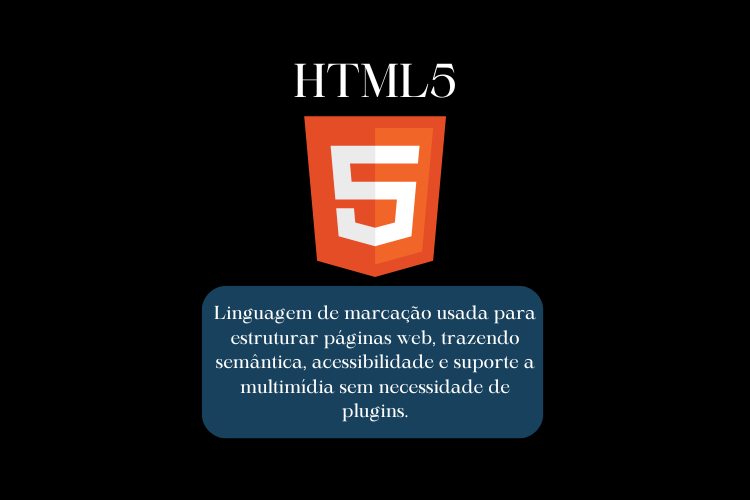 HTML5
5
Linguagem de marcação usada para
estruturar páginas web, trazendo
semântica, acessibilidade e suporte a
multimídia sem necessidade de
plugins.